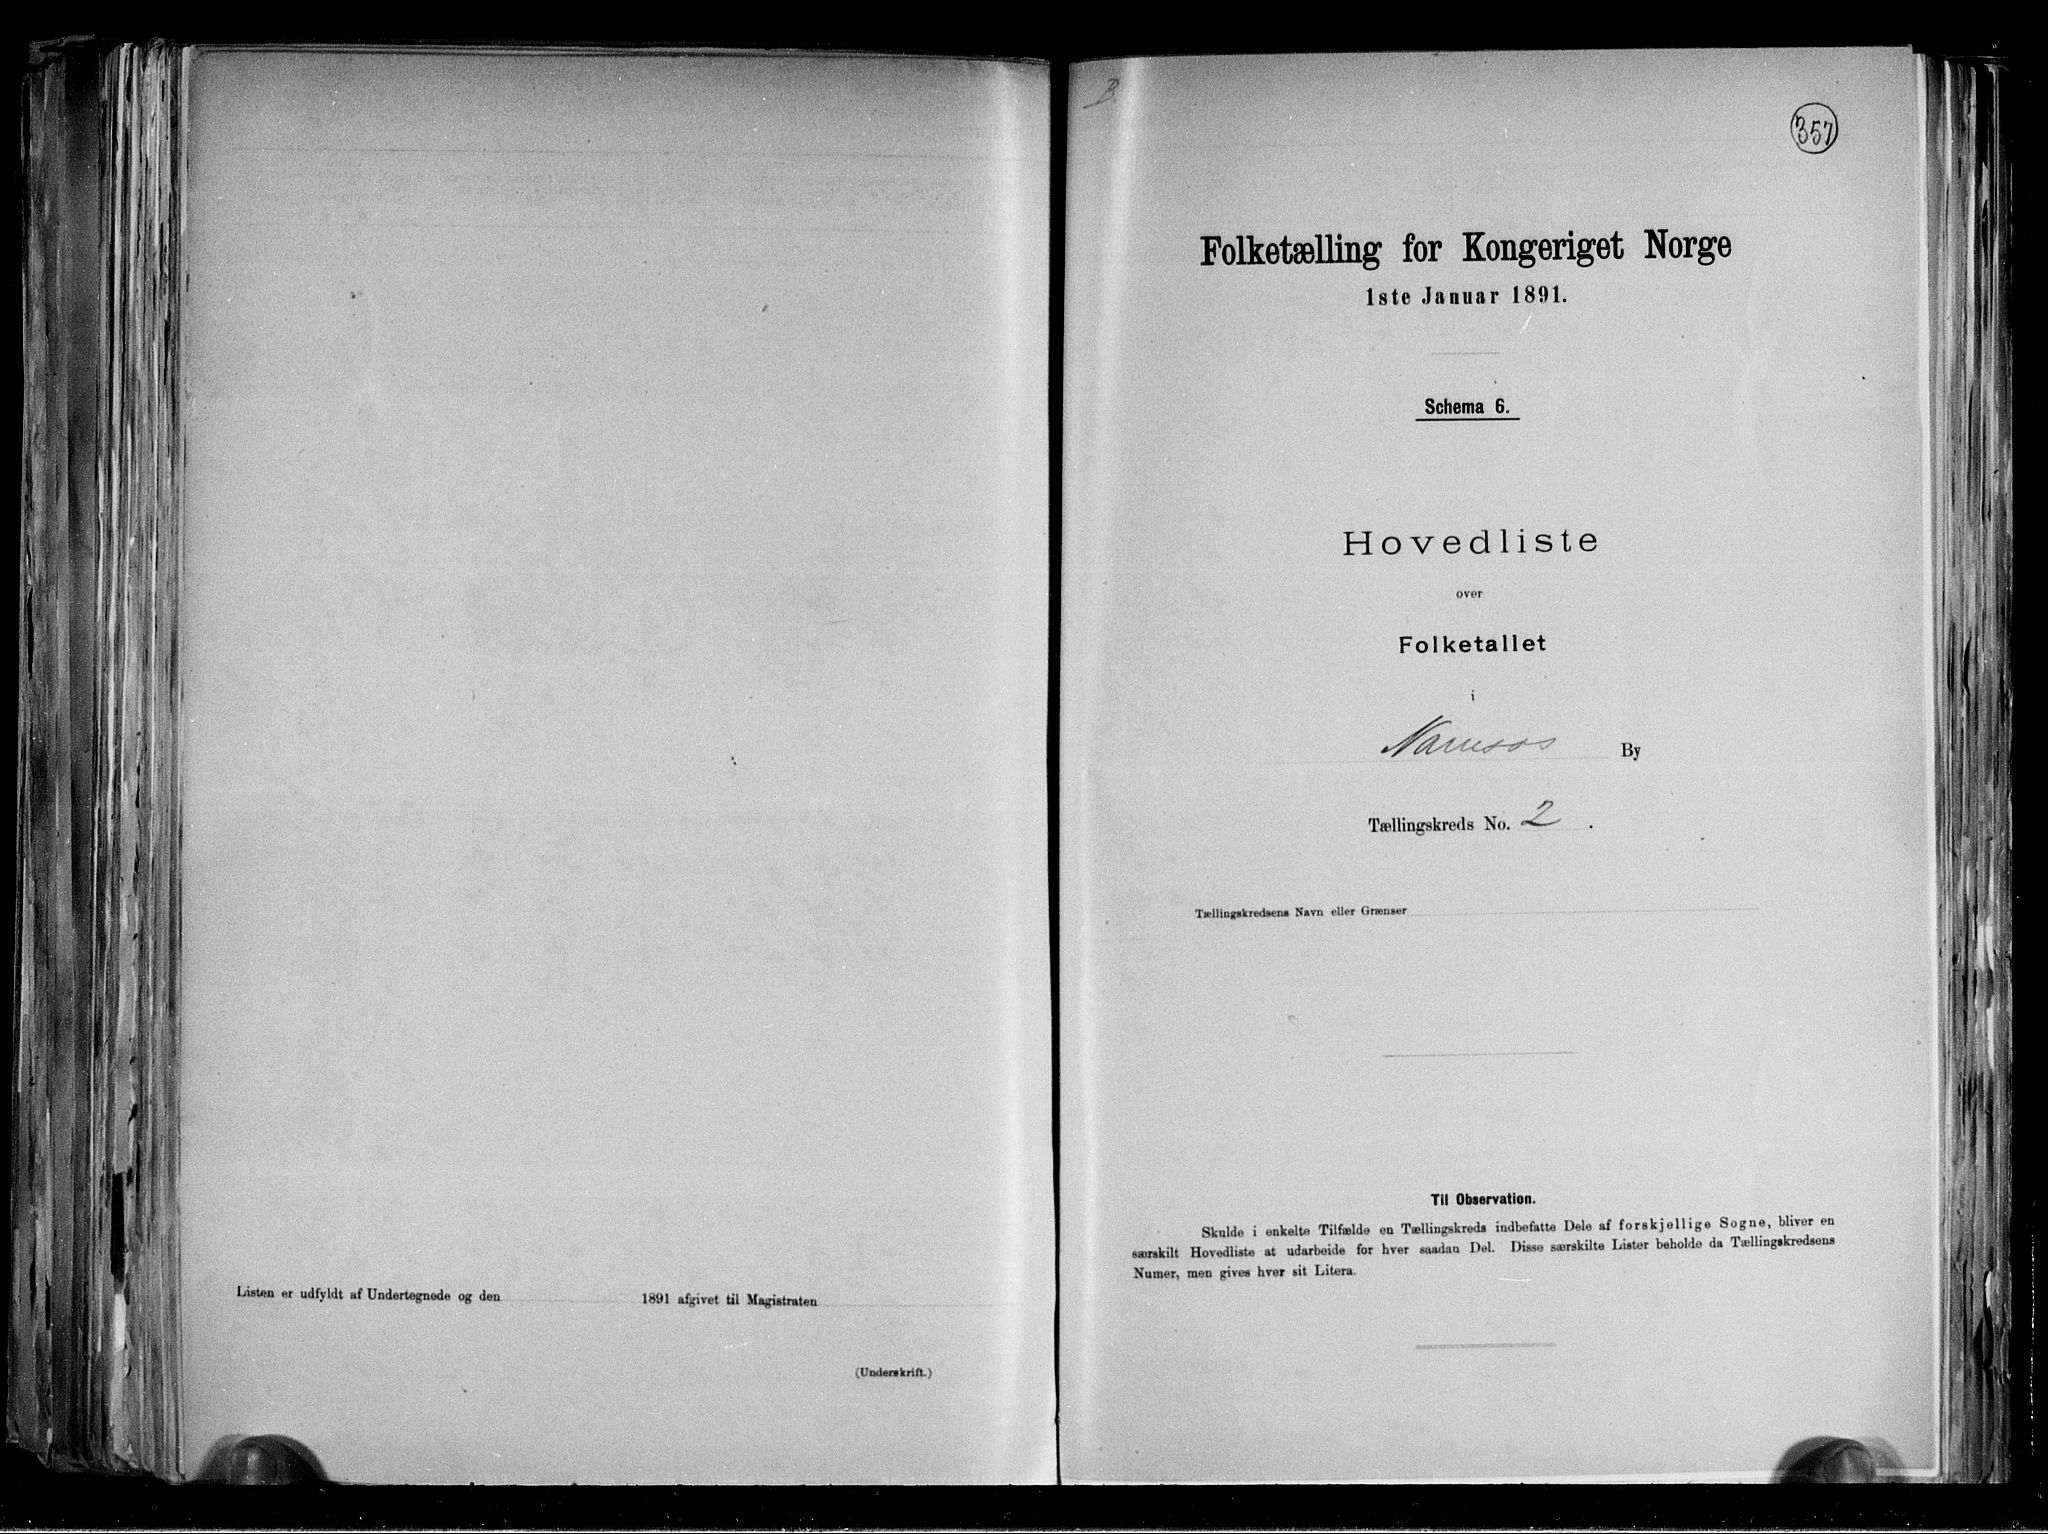 Listen er udfyldt af Undertegnede og den 1891 afgivet til Magistraten
(Underskrift.)
B
357
Folketælling for Kongeriget Norge
1ste Januar 1891.
Schema 6.
Hovedliste
over
Folketallet
i
Namsos By
Tællingskreds No. 2 .
Tællingskredsens Navn eller Grænser
Til Observation.
Skulde i enkelte Tilfælde en Tællingskreds indbefatte Dele af forskjellige Sogne, bliver en
særskilt Hovedliste at udarbeide for hver saadan Del. Disse særskilte Lister beholde da Tællingskredsens
Numer, men gives hver sit Litera.